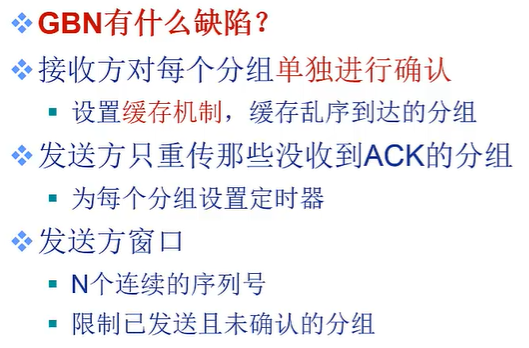 GBN有什么缺陷？
接收方对每个分组单独进行确认
设置缓存机制，缓存乱序到达的分组
发送方只重传那些没收到ACK的分组
为每个分组设置定时器
发送方窗口
N个连续的序列号
限制已发送且未确认的分组